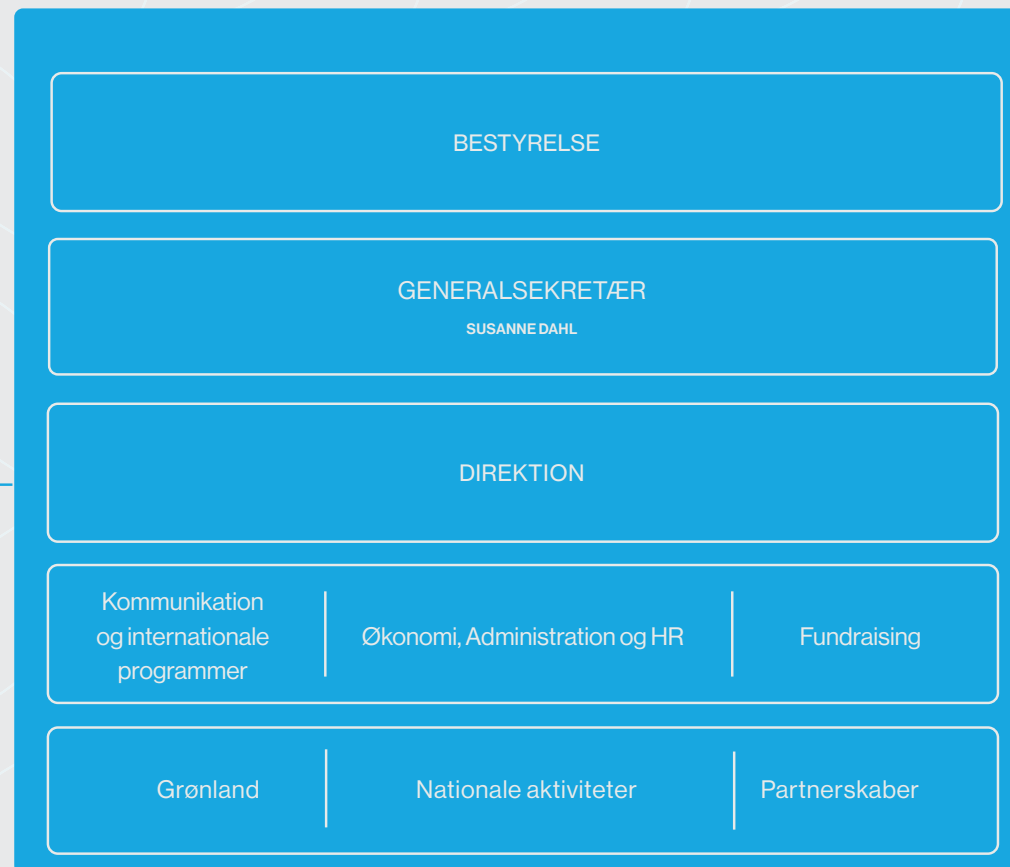 BESTYRELSE
GENERALSEKRETÆR
SUSANNE DAHL
DIREKTION
Kommunikation
og internationale
programmer
Økonomi, Administration og HR
Fundraising
Grønland
Nationale aktiviteter
Partnerskaber